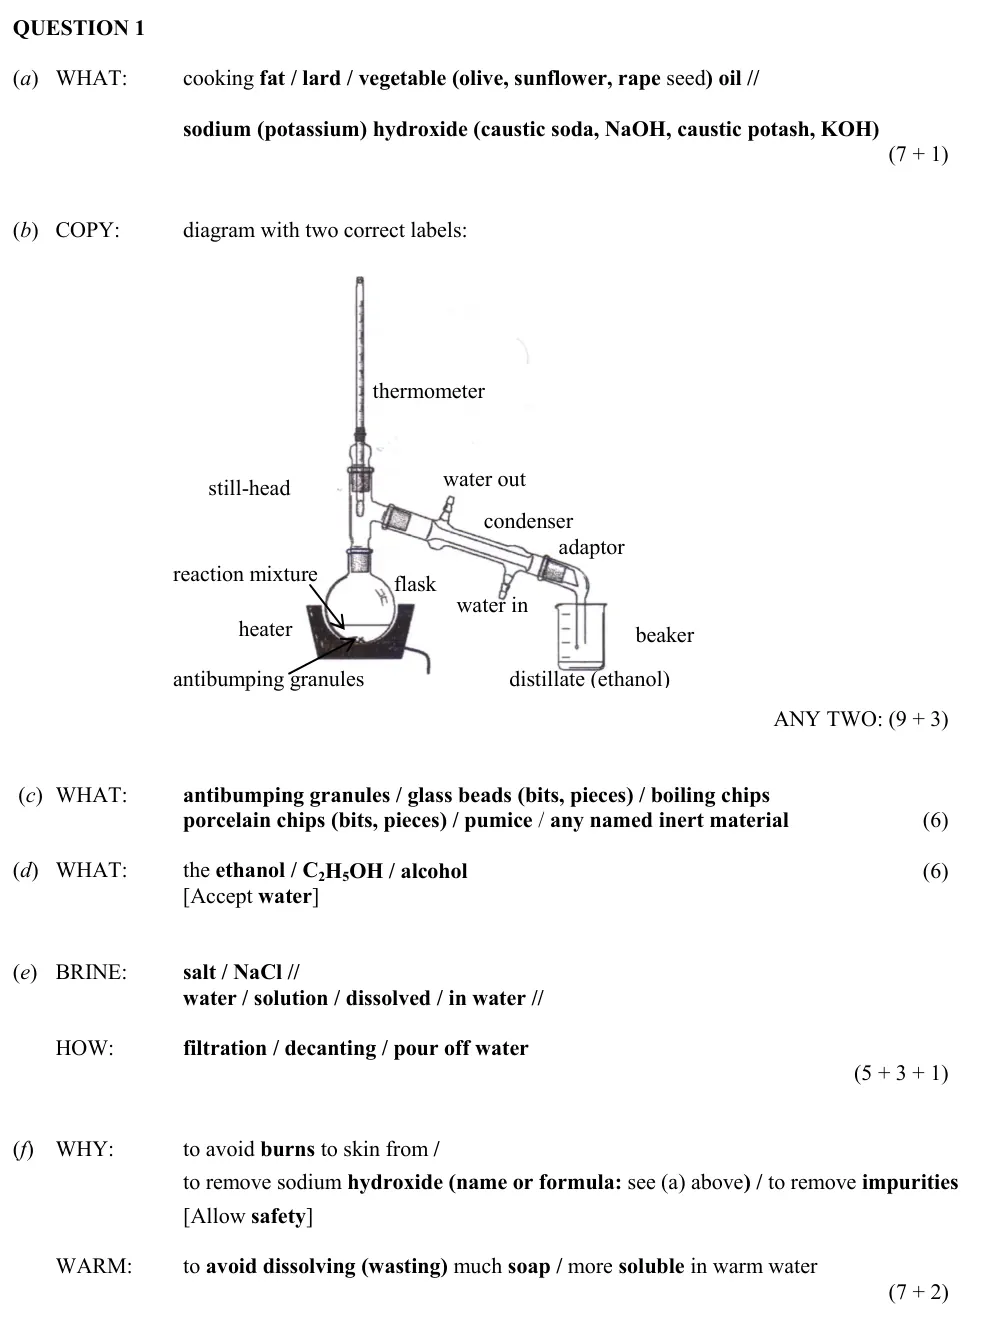 QUESTION 1
(a) WHAT: cooking fat / lard / vegetable (olive, sunflower, rape seed) oil //
sodium (potassium) hydroxide (caustic soda, NaOH, caustic potash, KOH)
(7 + 1)
(b) COPY: diagram with two correct labels:
thermometer
water out
still-head
condenser
adaptor
reaction mixture
flask
water in
heater
beaker
antibumping granules
distillate (ethanol)
ANY TWO: (9 + 3)
(c) WHAT: antibumping granules / glass beads (bits, pieces) / boiling chips
porcelain chips (bits, pieces) / pumice / any named inert material (6)
(d) WHAT: the ethanol / C₂H₅OH / alcohol (6)
[Accept water]
(e) BRINE: salt / NaCl //
water / solution / dissolved / in water //
HOW: filtration / decanting / pour off water
(5 + 3 + 1)
(f) WHY: to avoid burns to skin from /
to remove sodium hydroxide (name or formula: see (a) above) / to remove impurities
[Allow safety]
WARM: to avoid dissolving (wasting) much soap / more soluble in warm water
(7 + 2)